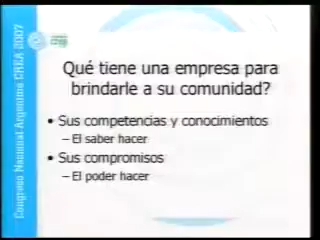 Congreso Nacional Argentino CREA 2007
Qué tiene una empresa para
brindarle a su comunidad?
• Sus competencias y conocimientos
– El saber hacer
• Sus compromisos
– El poder hacer